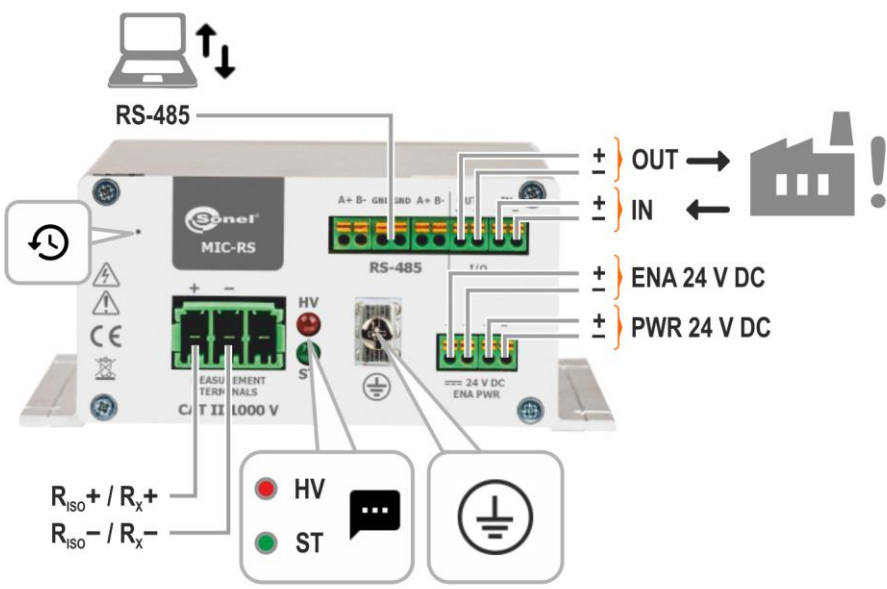 RS-485
+ OUT
−
+ IN
−
+ ENA 24 V DC
−
+ PWR 24 V DC
−
Sonel®
MIC-RS
A+ B- GND GND A+ B-
RS-485
I/O
+ −
HV
MEASUREMENT
TERMINALS
1000 V
24 V DC
ENA PWR
CE
RISO+ / RX+
RISO− / RX−
HV
ST